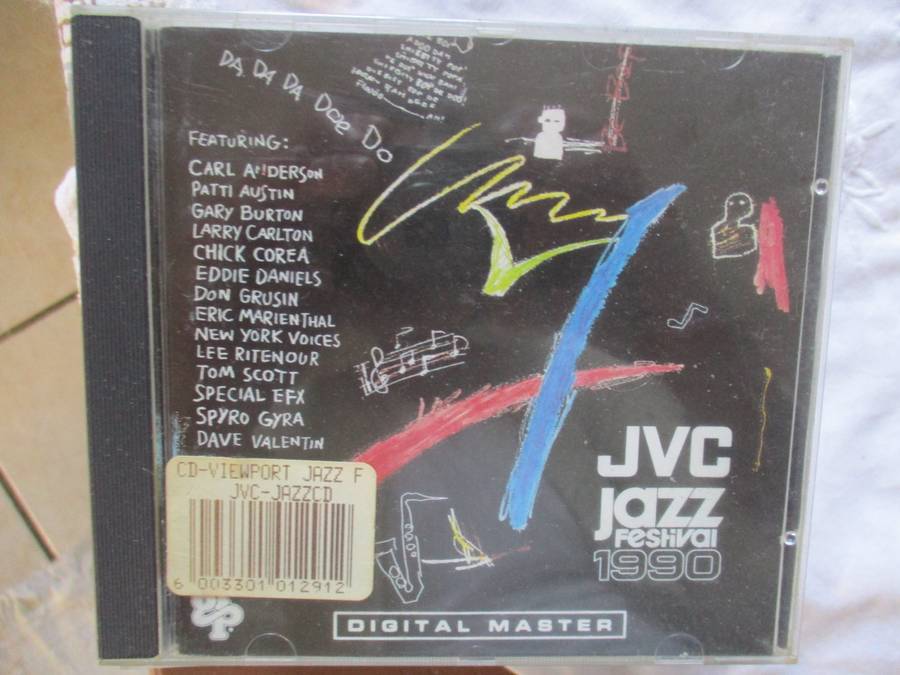 DA DA DA DOE DO
FEATURING:
CARL ANDERSON
PATTI AUSTIN
GARY BURTON
LARRY CARLTON
CHICK COREA
EDDIE DANIELS
DON GRUSIN
ERIC MARIENTHAL
NEW YORK VOICES
LEE RITENOUR
TOM SCOTT
SPECIAL EFX
SPYRO GYRA
DAVE VALENTIN
CD-VIEWPORT JAZZ F
JVC-JAZZCD
6 003301 012912
JVC
jazz
Festival
1990
DIGITAL MASTER